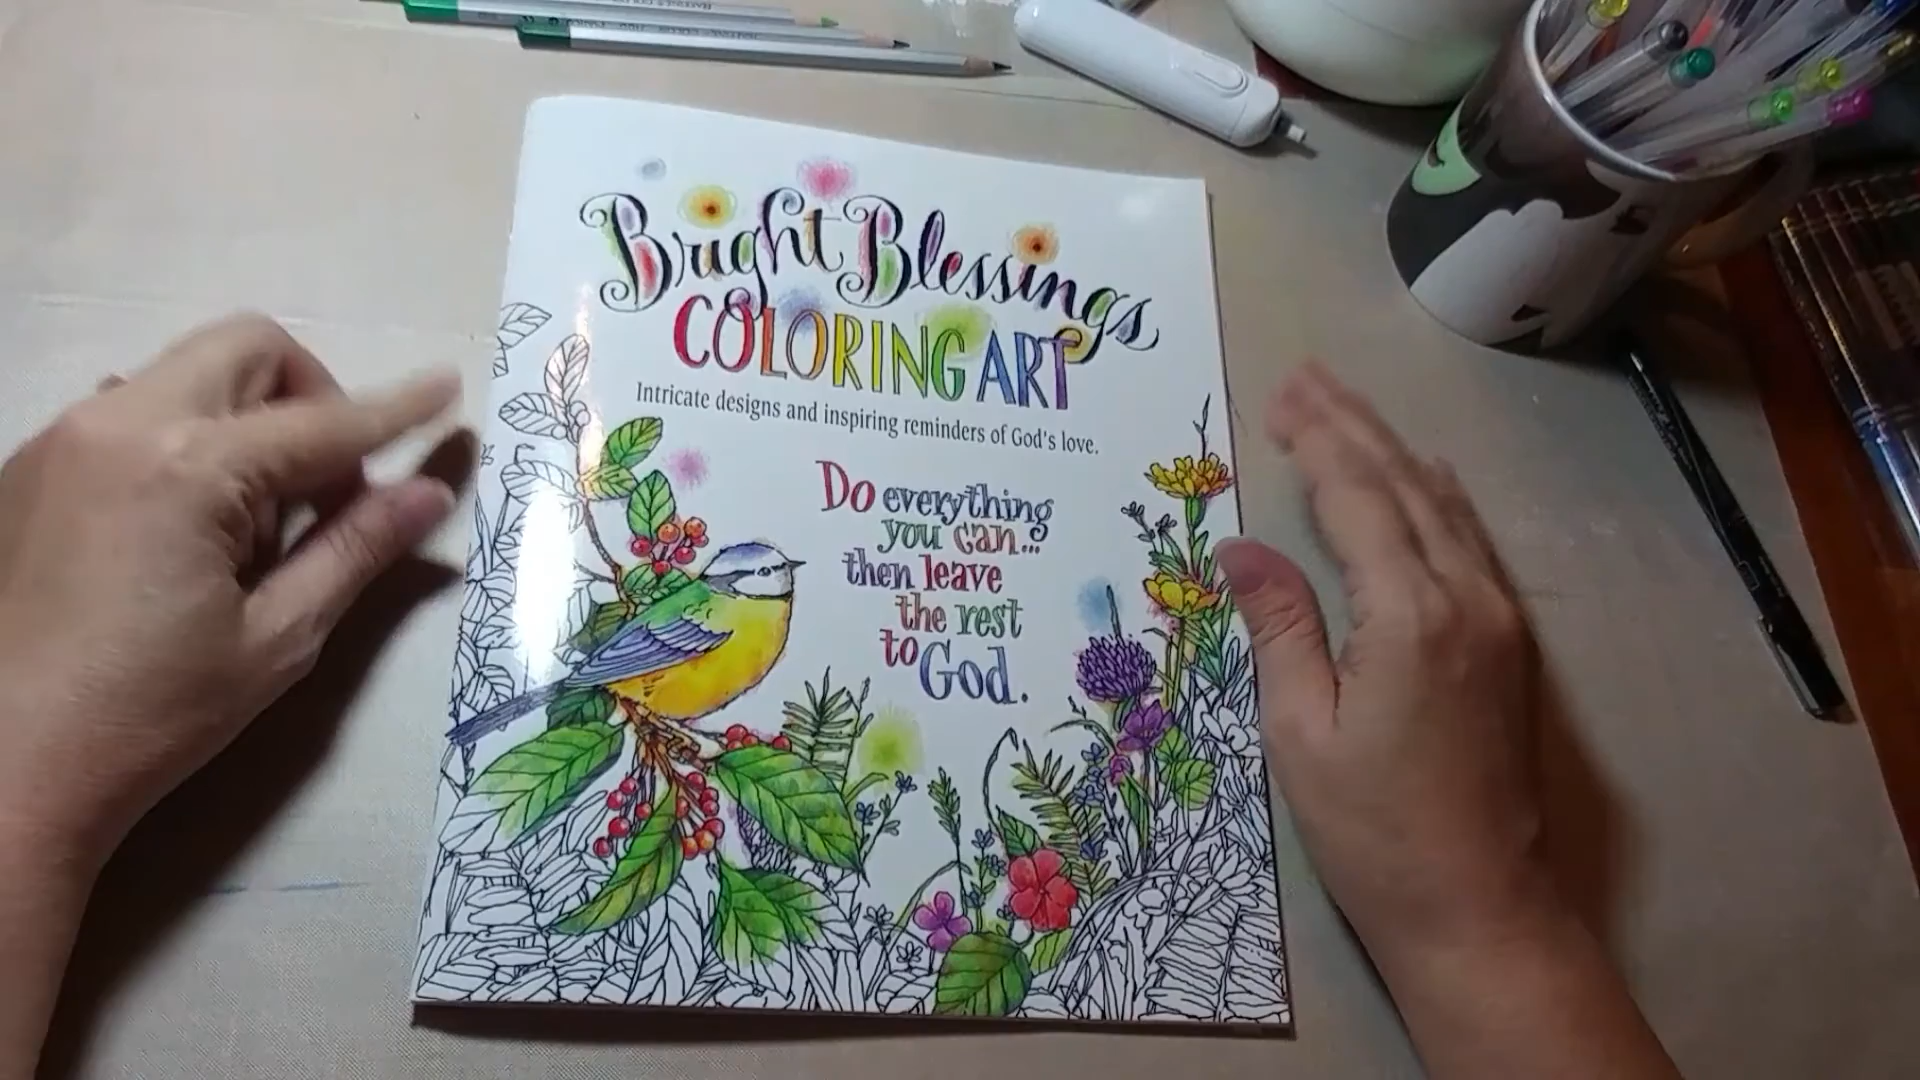 Bright Blessings
COLORING ART
Intricate designs and inspiring reminders of God's love.
Do everything
you can...
then leave
the rest
to God.